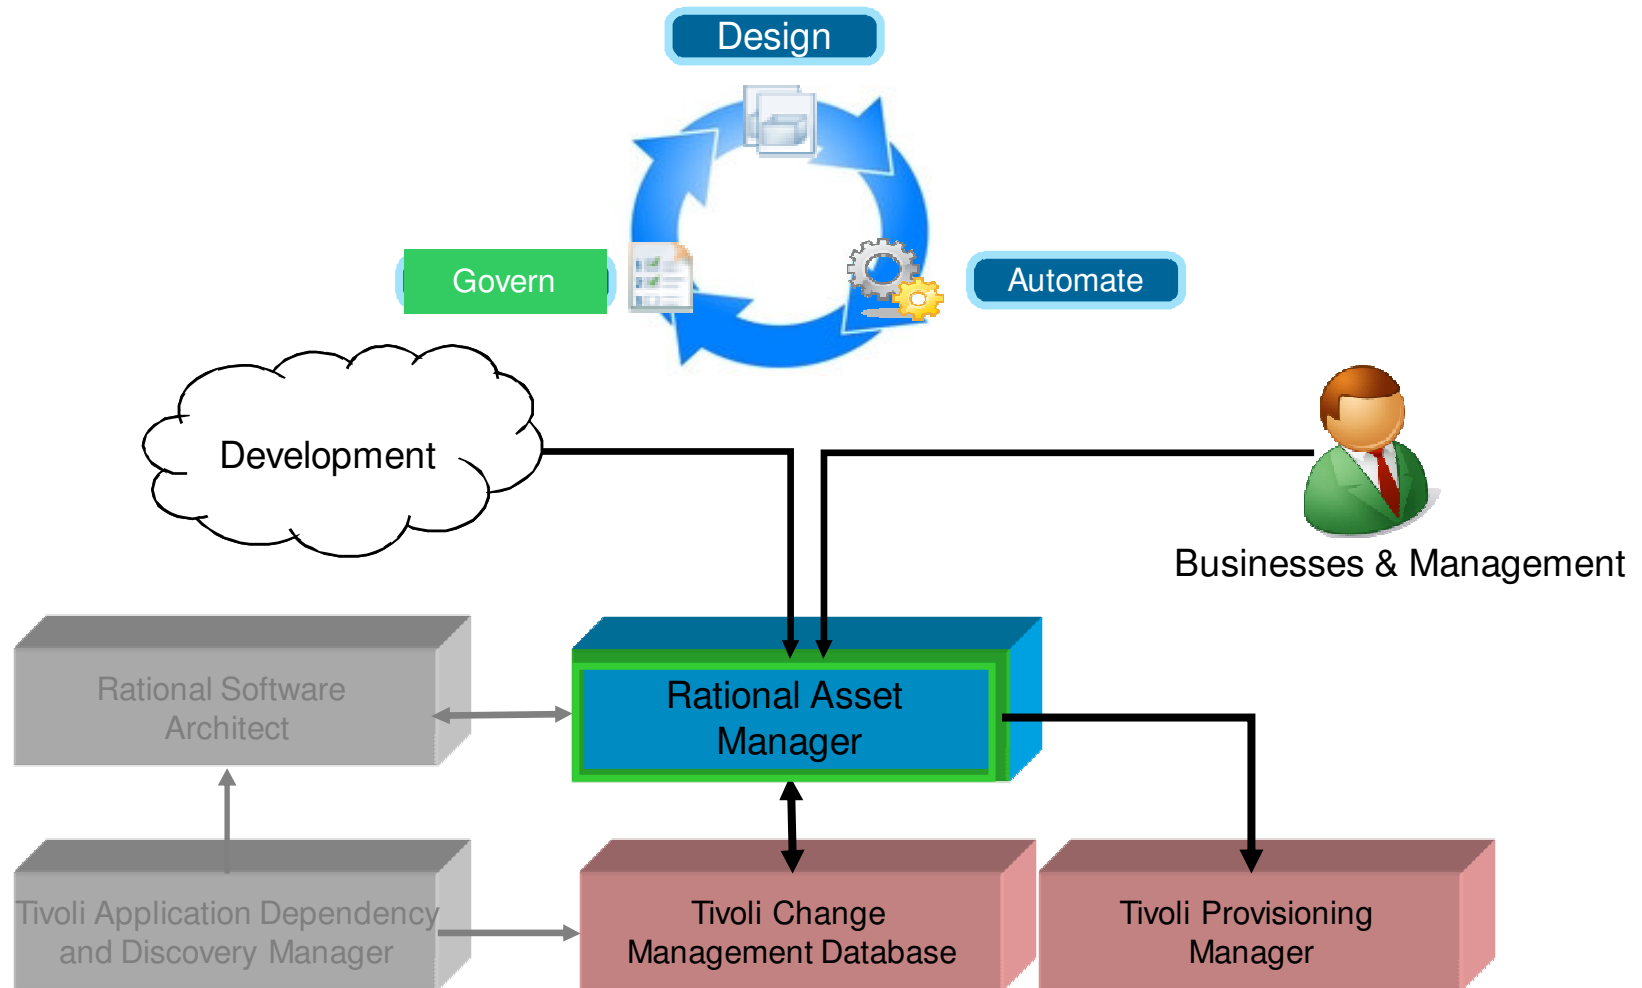 Design
Govern
Automate
Development
Businesses & Management
Rational Software
Architect
Rational Asset
Manager
Tivoli Application Dependency
and Discovery Manager
Tivoli Change
Management Database
Tivoli Provisioning
Manager